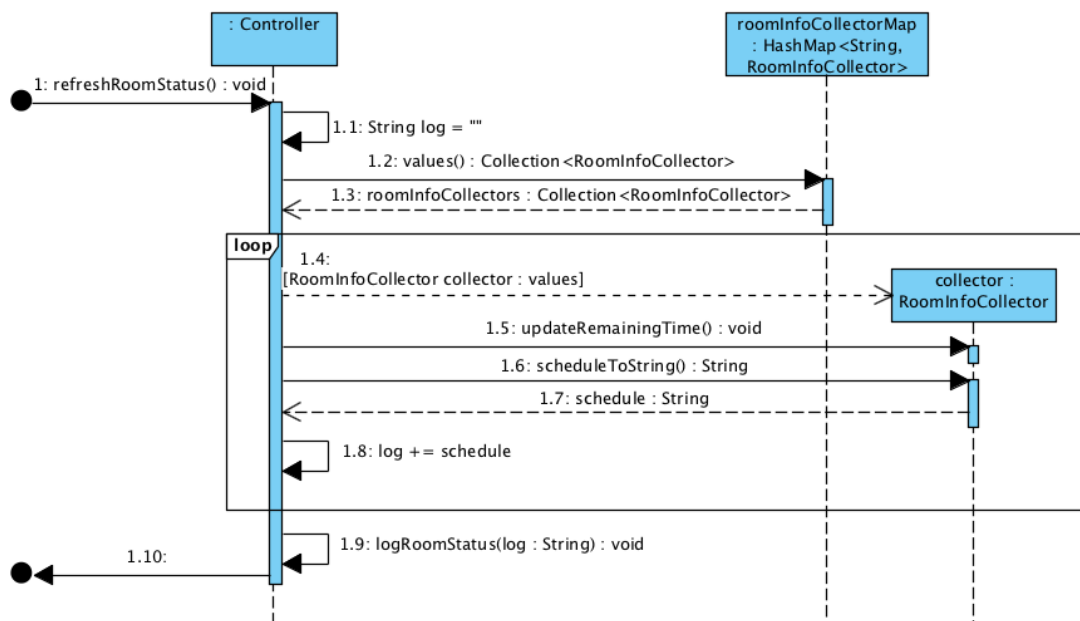 : Controller
roomInfoCollectorMap
: HashMap<String,
RoomInfoCollector>
1: refreshRoomStatus() : void
1.1: String log = ""
1.2: values() : Collection<RoomInfoCollector>
1.3: roomInfoCollectors : Collection<RoomInfoCollector>
loop
1.4:
[RoomInfoCollector collector : values]
collector :
RoomInfoCollector
1.5: updateRemainingTime() : void
1.6: scheduleToString() : String
1.7: schedule : String
1.8: log += schedule
1.9: logRoomStatus(log : String) : void
1.10: